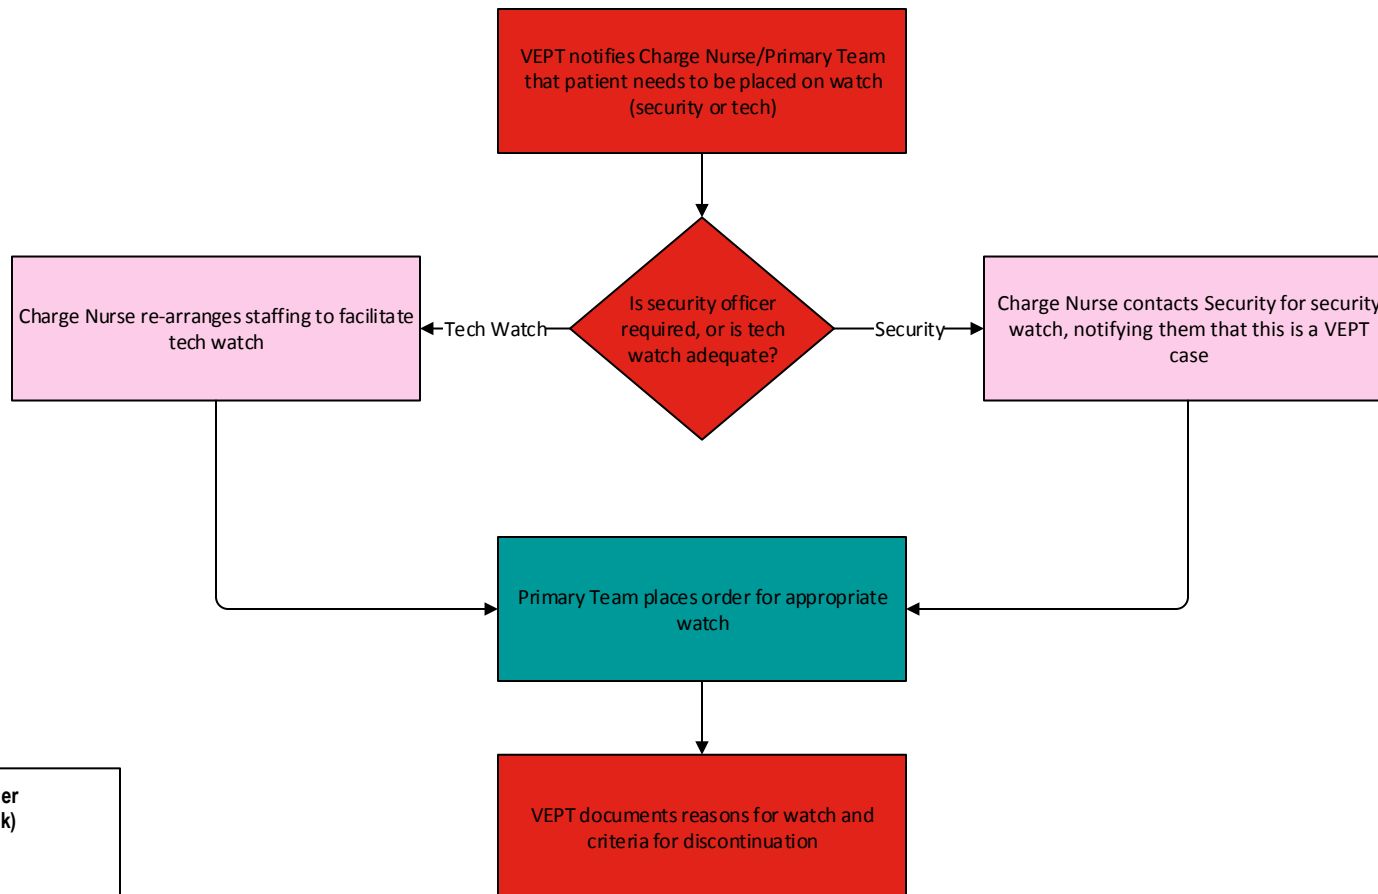 VEPT notifies Charge Nurse/Primary Team
that patient needs to be placed on watch
(security or tech)
Charge Nurse re-arranges staffing to facilitate
tech watch
Tech Watch
Is security officer
required, or is tech
watch adequate?
Security
Charge Nurse contacts Security for security
watch, notifying them that this is a VEPT
case
Primary Team places order for appropriate
watch
er
k)
VEPT documents reasons for watch and
criteria for discontinuation